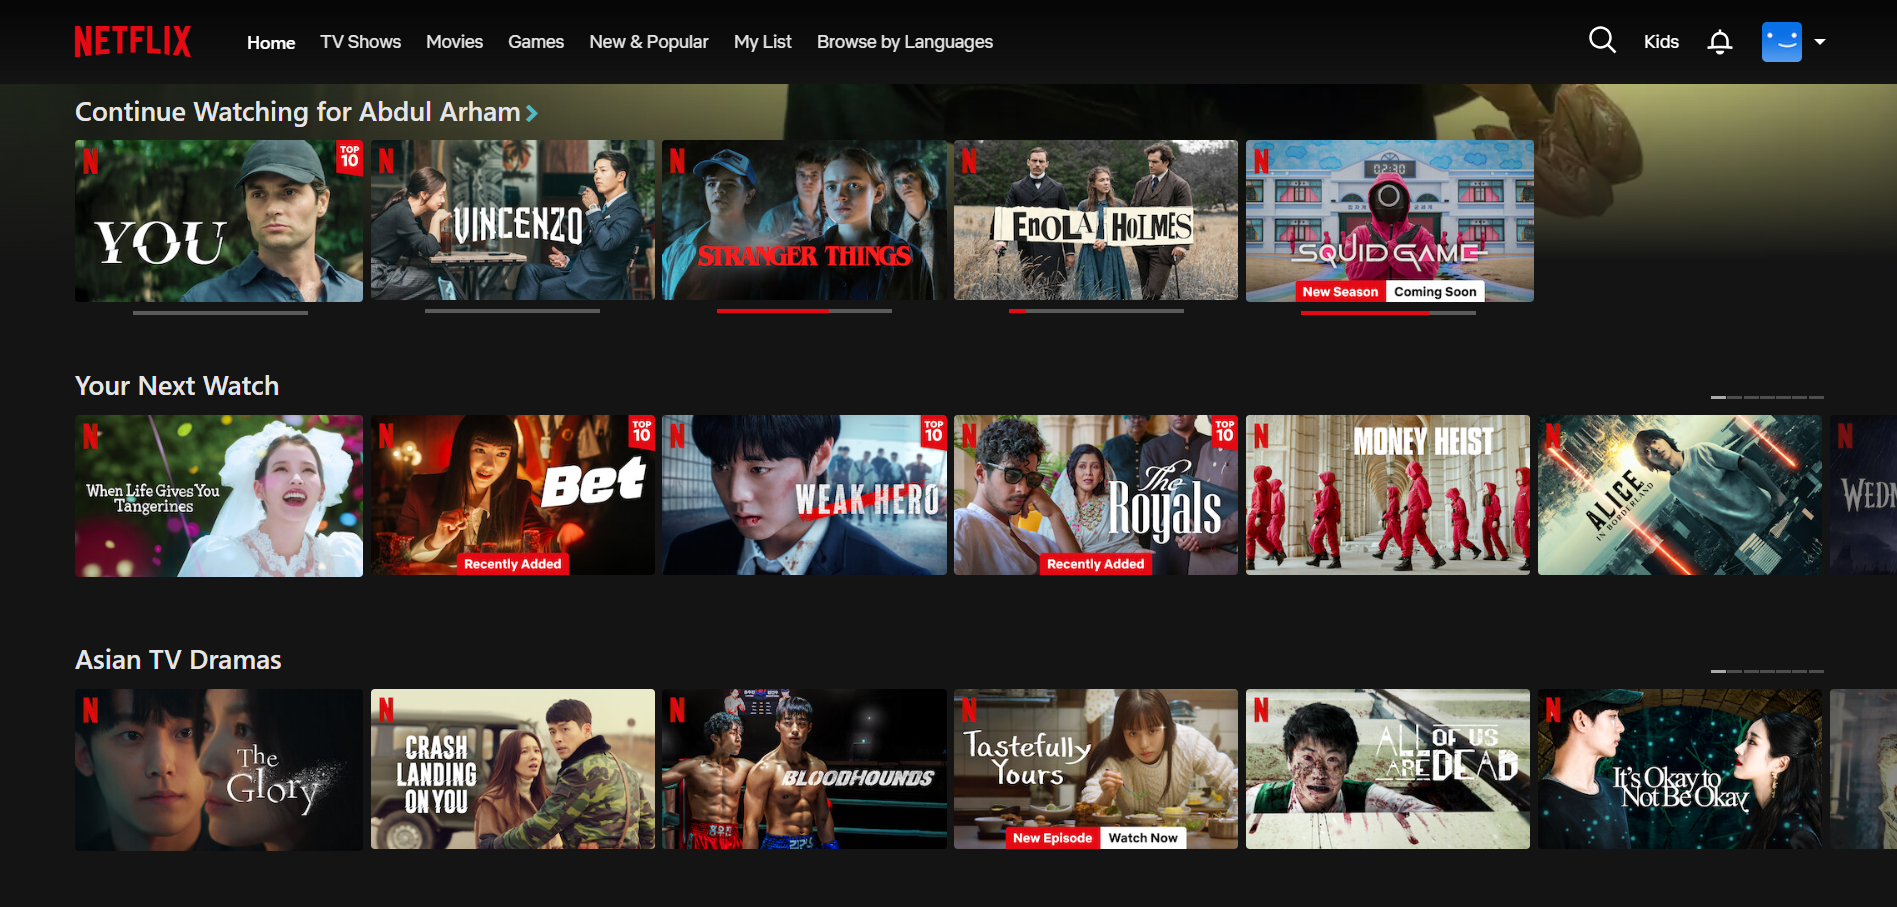 NETFLIX
Home TV Shows Movies Games New & Popular My List Browse by Languages Kids
Continue Watching for Abdul Arham
N
YOU
TOP
10
N
VINCENZO
N
STRANGER THINGS
N
ENOLA HOLMES
N
02:30
SQUID GAME
New Season Coming Soon
Your Next Watch
N
When Life Gives You
Tangerines
N
Bet
TOP
10
Recently Added
N
WEAK HERO
TOP
10
N
The
Royals
TOP
10
Recently Added
N
MONEY HEIST
N
ALICE
IN BORDERLAND
N
WEDN
Asian TV Dramas
N
The
Glory
N
CRASH
LANDING
ON YOU
N
BLOODHOUNDS
N
Tastefully
Yours
New Episode Watch Now
N
ALL OF US
ARE DEAD
N
It's Okay to
Not Be Okay